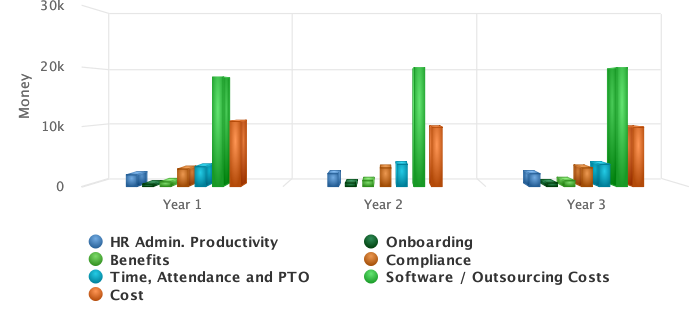 30k
20k
10k
0
Money
Year 1 Year 2 Year 3
HR Admin. Productivity Onboarding
Benefits Compliance
Time, Attendance and PTO Software / Outsourcing Costs
Cost